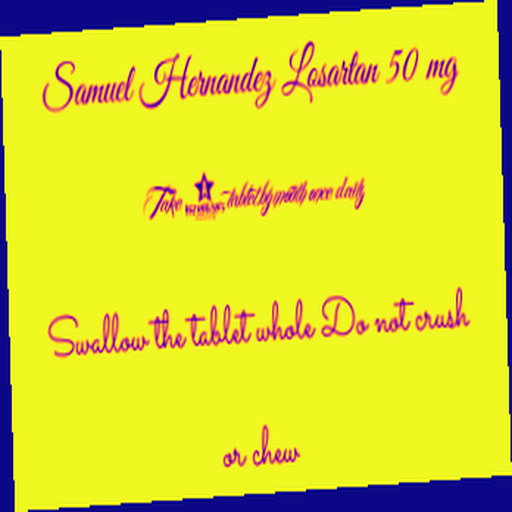 Samuel Hernandez Losartan 50 mg
Take tablet by mouth once daily
Swallow the tablet whole Do not crush
or chew